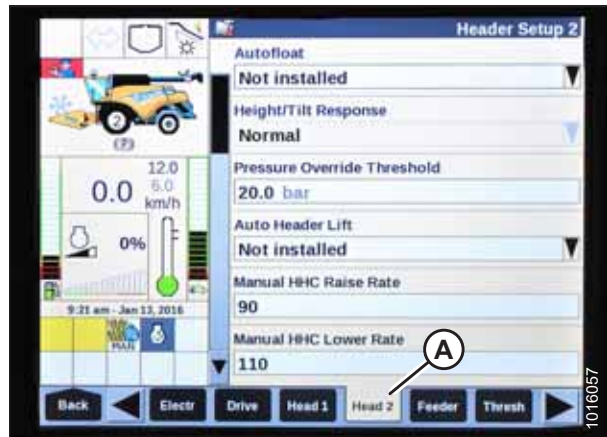 Header Setup 2
Autofloat
Not installed
Height/Tilt Response
Normal
Pressure Override Threshold
20.0 bar
Auto Header Lift
Not installed
Manual HHC Raise Rate
90
Manual HHC Lower Rate
110
2
(?)
12.0
0.0 6.0
km/h
0%
9:21 am - Jan 13, 2016
MAN
A
Back Electr Drive Head 1 Head 2 Feeder Thresh
1016057